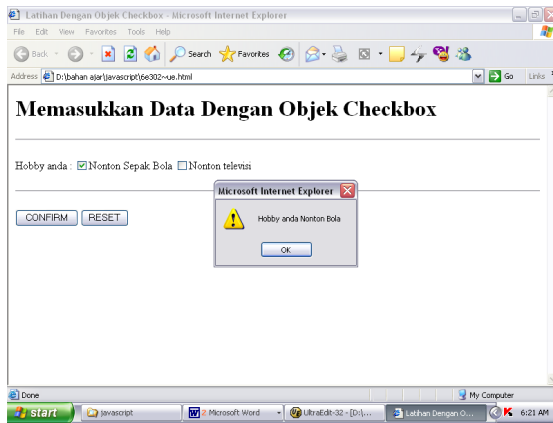 Latihan Dengan Objek Checkbox - Microsoft Internet Explorer
File Edit View Favorites Tools Help
Back Search Favorites
Address D:\bahan ajar\javascript\6e302~ue.html Go Links
Memasukkan Data Dengan Objek Checkbox
Hobby anda : Nonton Sepak Bola Nonton televisi
Microsoft Internet Explorer
Hobby anda Nonton Bola
OK
CONFIRM RESET
Done My Computer
start javascript 2 Microsoft Word UltraEdit-32 - [D:\... Latihan Dengan O... 6:21 AM